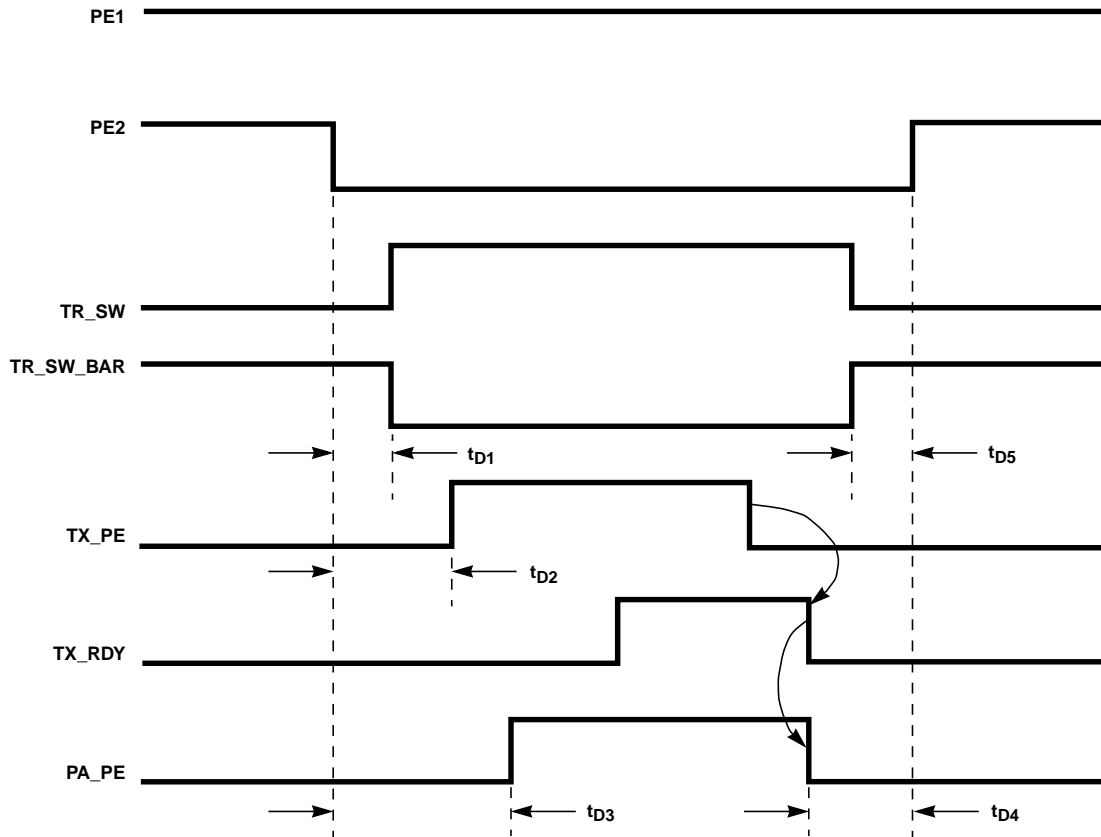 PE1
PE2
TR_SW
TR_SW_BAR
tD1
tD5
TX_PE
tD2
TX_RDY
PA_PE
tD3
tD4